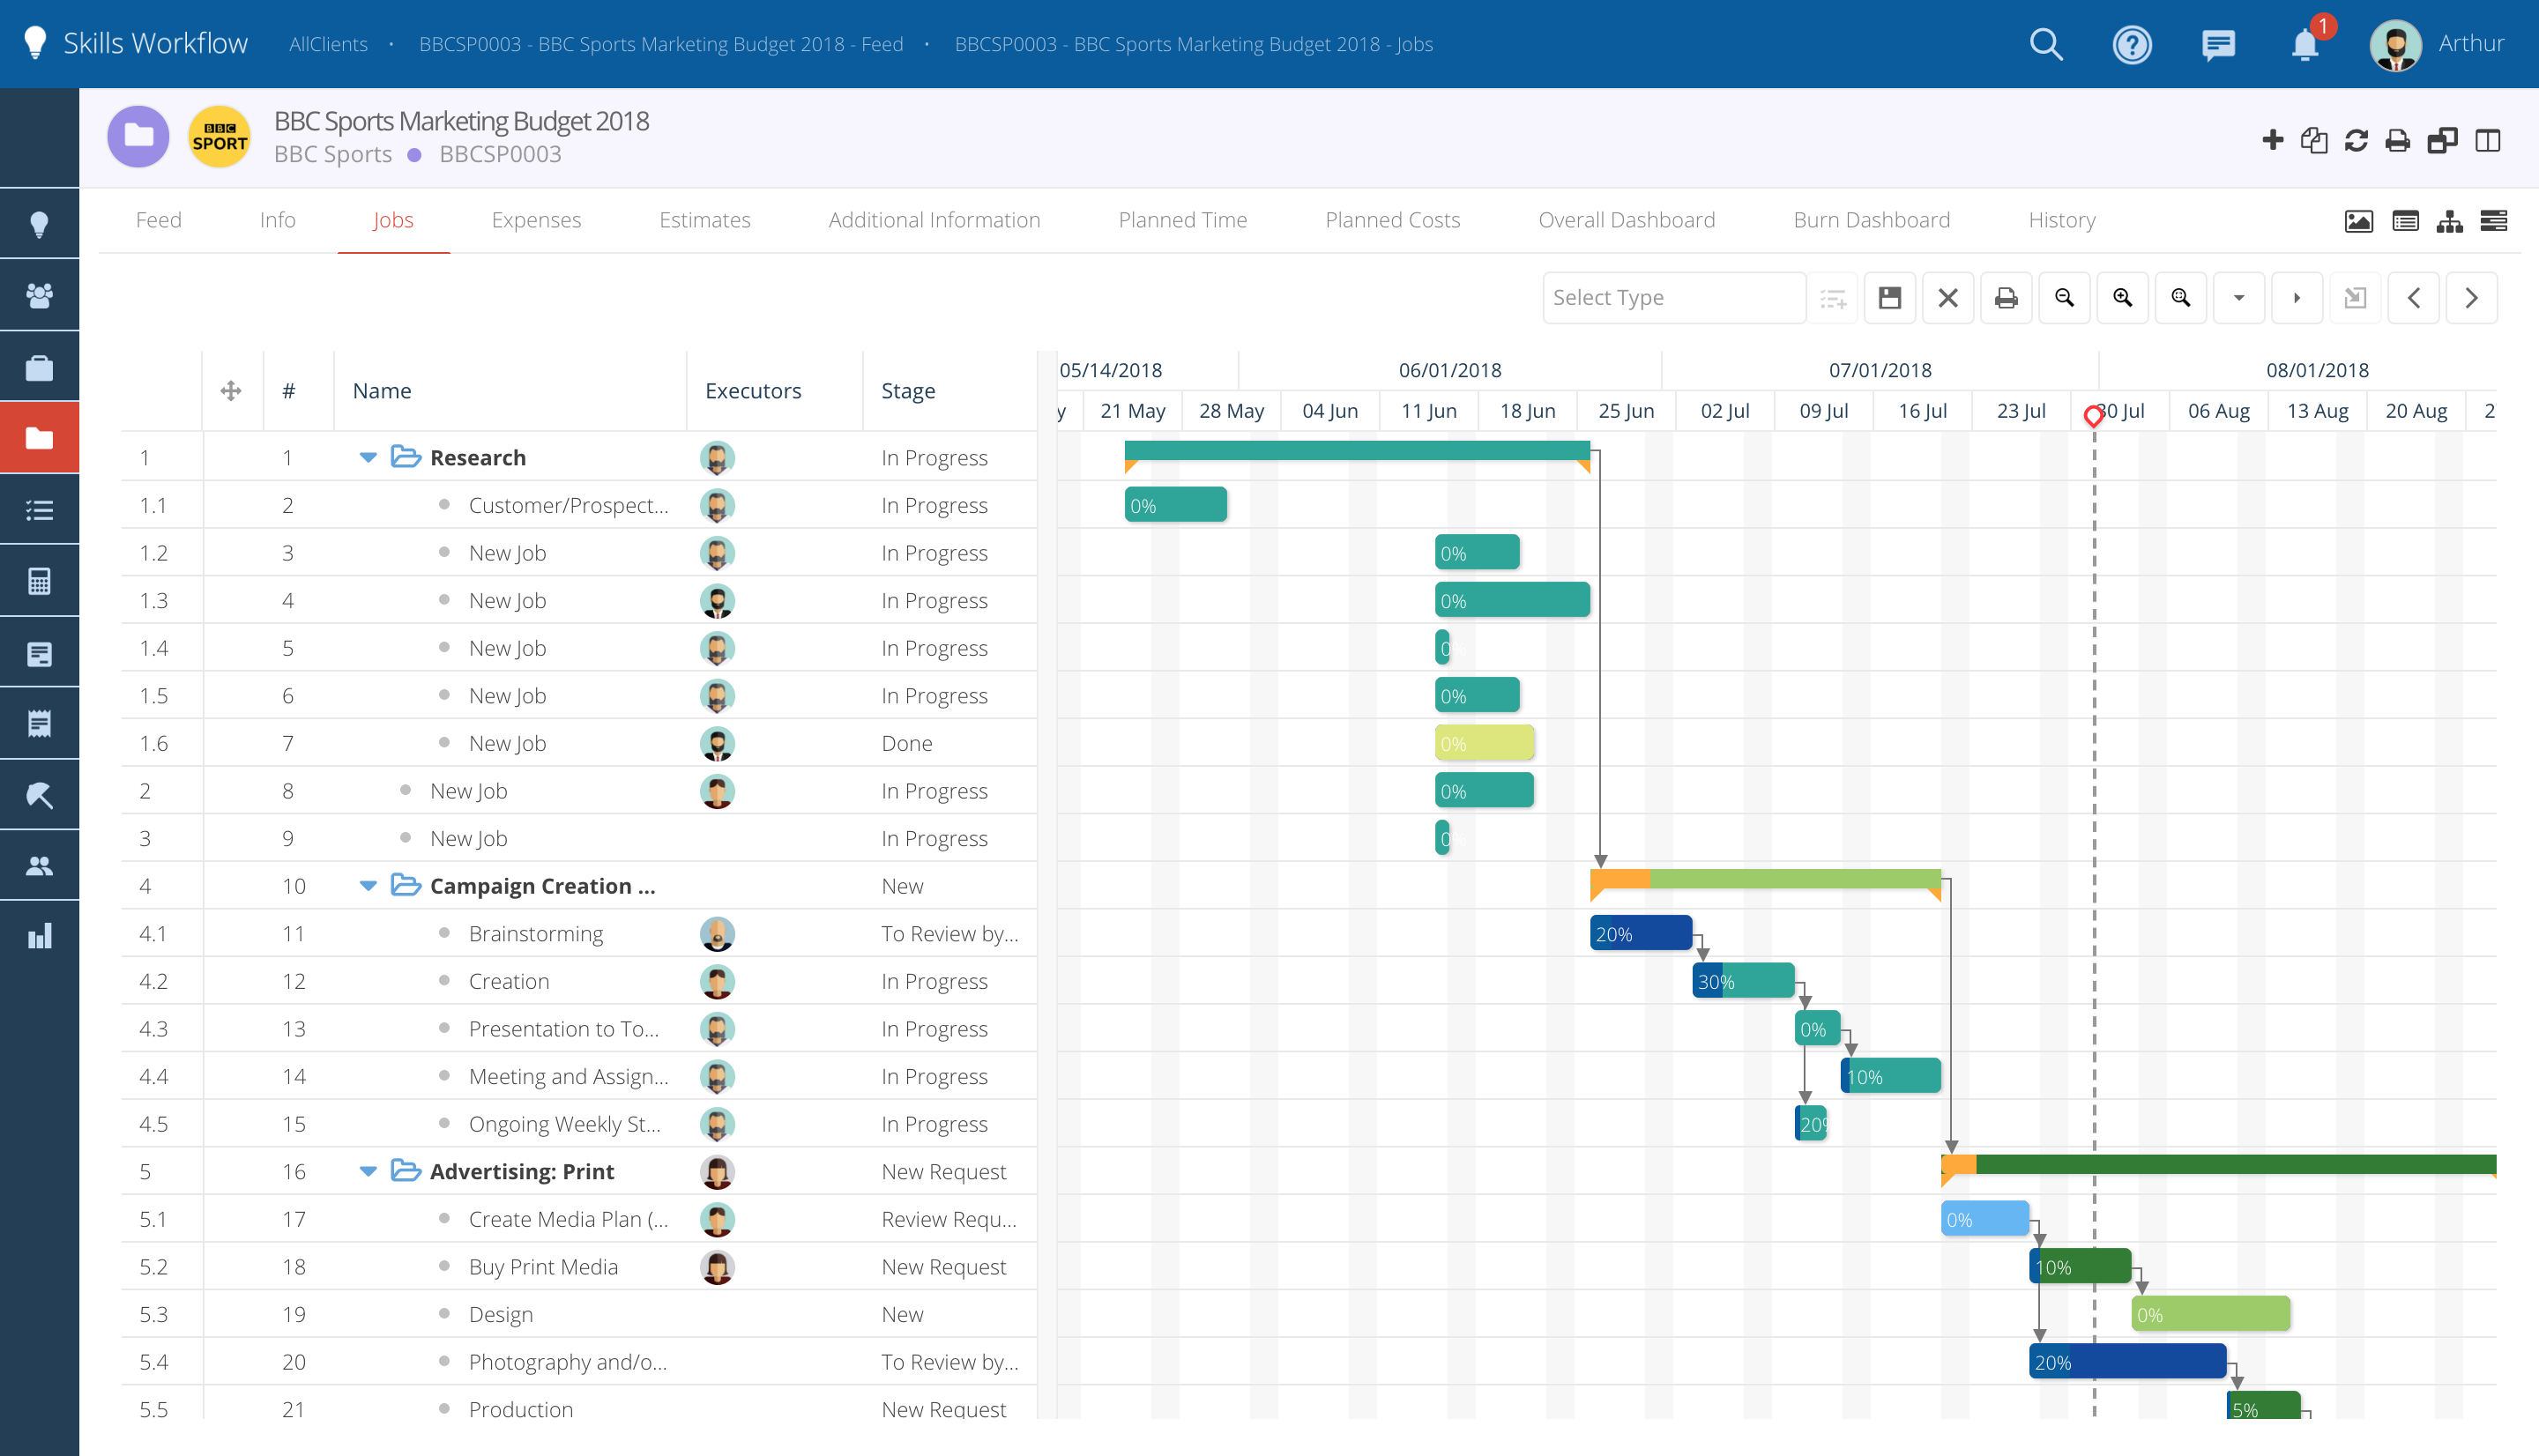 Skills Workflow AllClients • BBCSP0003 - BBC Sports Marketing Budget 2018 - Feed • BBCSP0003 - BBC Sports Marketing Budget 2018 - Jobs 1 Arthur
BBC SPORT
BBC Sports Marketing Budget 2018
BBC Sports BBCSP0003
Feed Info Jobs Expenses Estimates Additional Information Planned Time Planned Costs Overall Dashboard Burn Dashboard History
Select Type
05/14/2018 06/01/2018 07/01/2018 08/01/2018
# Name Executors Stage
y 21 May 28 May 04 Jun 11 Jun 18 Jun 25 Jun 02 Jul 09 Jul 16 Jul 23 Jul 30 Jul 06 Aug 13 Aug 20 Aug 2
1 1 Research In Progress
1.1 2 Customer/Prospect... In Progress 0%
1.2 3 New Job In Progress 0%
1.3 4 New Job In Progress 0%
1.4 5 New Job In Progress 0%
1.5 6 New Job In Progress 0%
1.6 7 New Job Done 0%
2 8 New Job In Progress 0%
3 9 New Job In Progress 0%
4 10 Campaign Creation ... New
4.1 11 Brainstorming To Review by... 20%
4.2 12 Creation In Progress 30%
4.3 13 Presentation to To... In Progress 0%
4.4 14 Meeting and Assign... In Progress 10%
4.5 15 Ongoing Weekly St... In Progress 20%
5 16 Advertising: Print New Request
5.1 17 Create Media Plan (... Review Requ... 0%
5.2 18 Buy Print Media New Request 10%
5.3 19 Design New 0%
5.4 20 Photography and/o... To Review by... 20%
5.5 21 Production New Request 5%